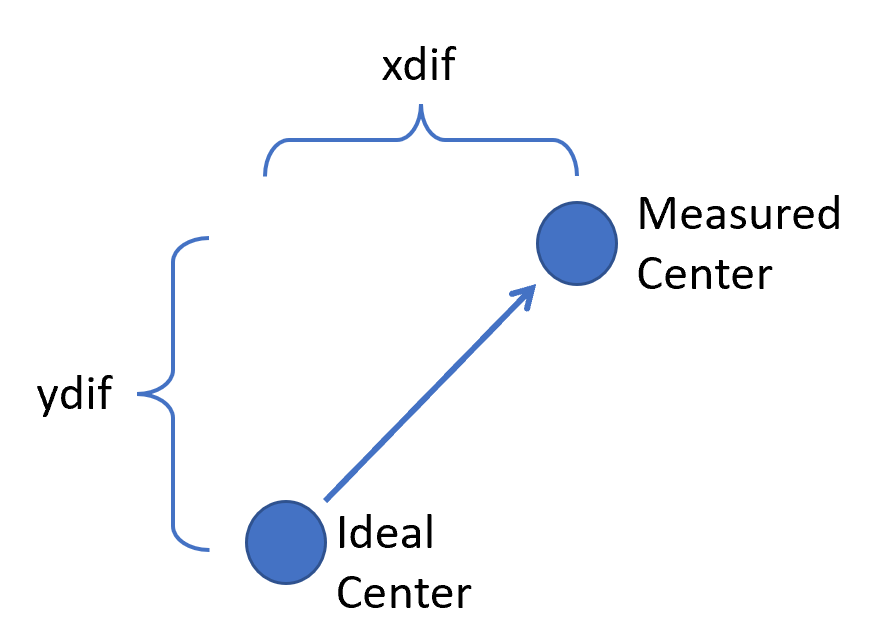 xdif
Measured
Center
ydif
Ideal
Center